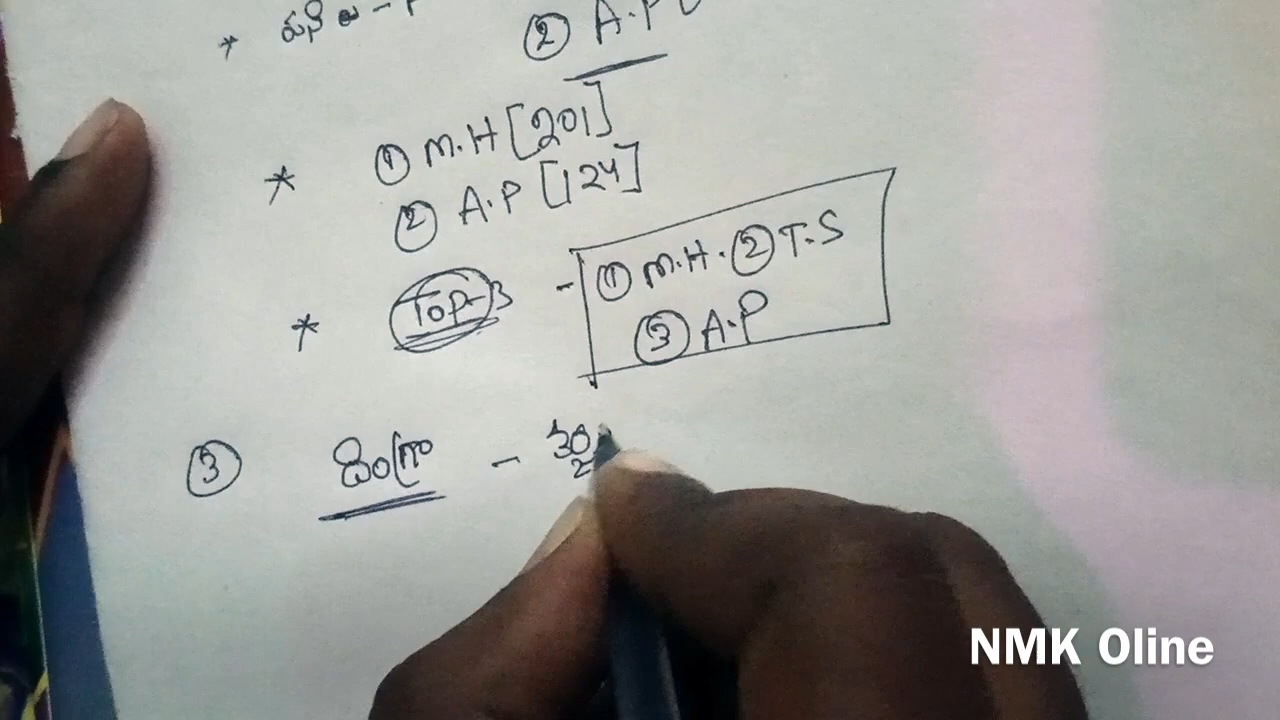 ② A.P
*
* ① M.H [201]
② A.P [124]
* Top-3 - ① M.H. ② T.S
③ A.P
③ -
NMK Oline